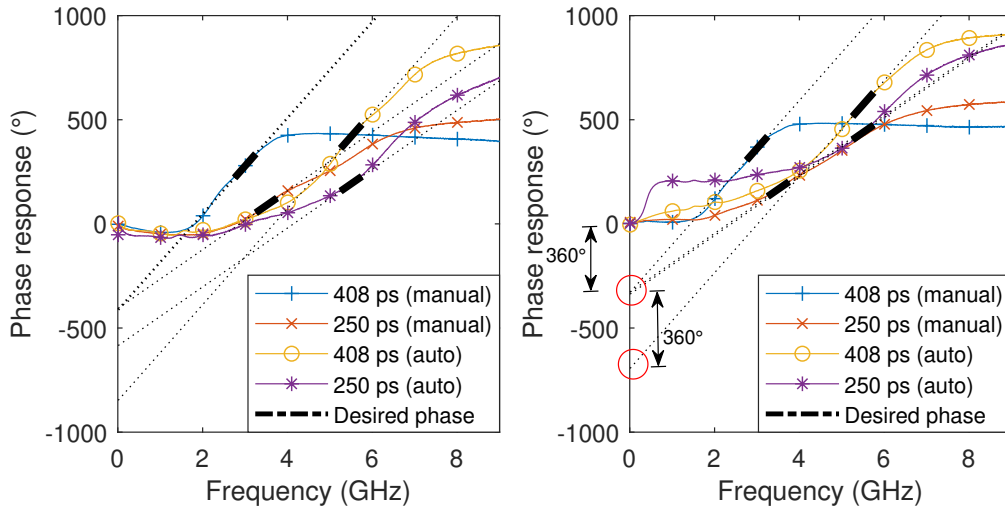 1000
500
0
-500
-1000
Phase response (°)
0
2
4
6
8
Frequency (GHz)
408 ps (manual)
250 ps (manual)
408 ps (auto)
250 ps (auto)
Desired phase
1000
500
0
-500
-1000
Phase response (°)
0
2
4
6
8
Frequency (GHz)
360°
360°
408 ps (manual)
250 ps (manual)
408 ps (auto)
250 ps (auto)
Desired phase